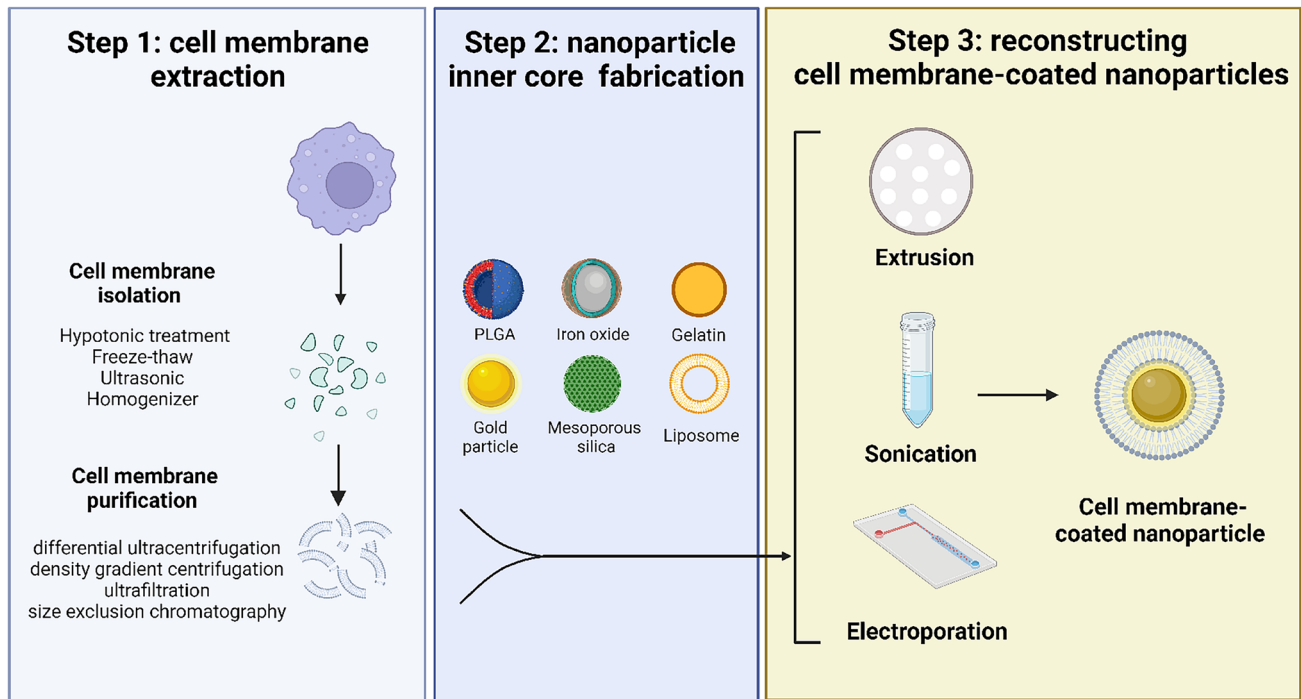 Step 1: cell membrane
extraction
Cell membrane
isolation
Hypotonic treatment
Freeze-thaw
Ultrasonic
Homogenizer
Cell membrane
purification
differential ultracentrifugation
density gradient centrifugation
ultrafiltration
size exclusion chromatography
Step 2: nanoparticle
inner core fabrication
PLGA
Iron oxide
Gelatin
Gold
particle
Mesoporous
silica
Liposome
Step 3: reconstructing
cell membrane-coated nanoparticles
Extrusion
Sonication
Electroporation
Cell membrane-
coated nanoparticle